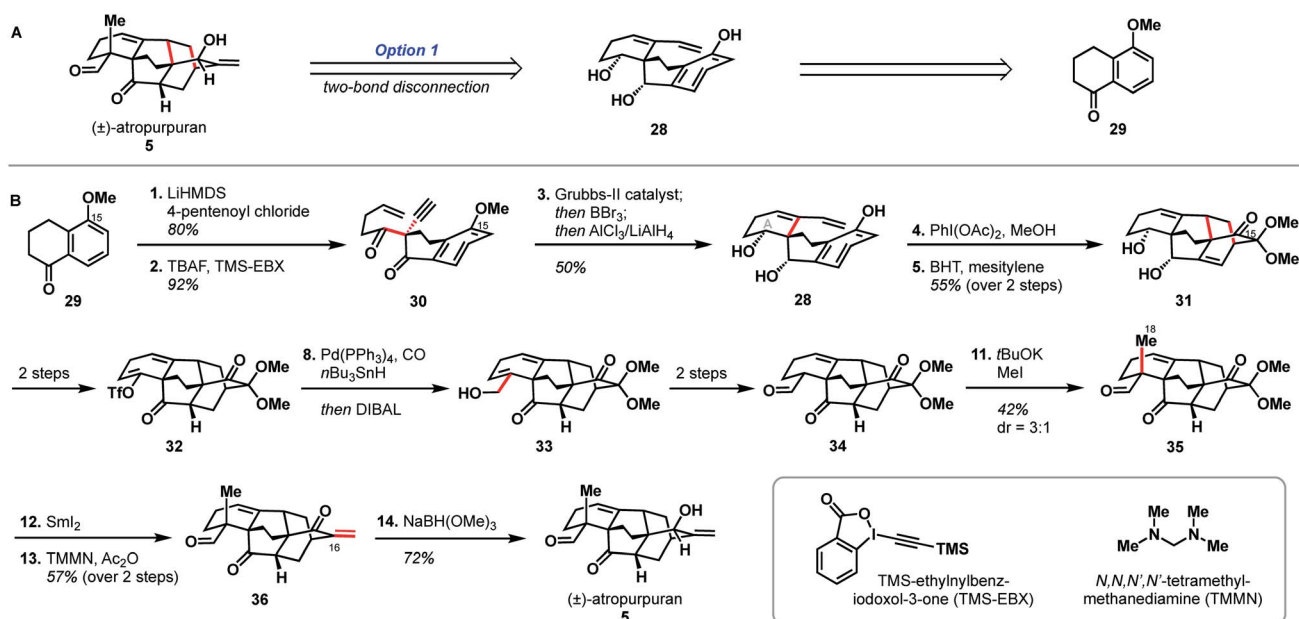 A
Me
OH
O
O
H
H
(±)-atropurpuran
5
Option 1
two-bond disconnection
OH
HO
HO
28
OMe
O
29
B
OMe
15
O
29
1. LiHMDS
4-pentenoyl chloride
80%
2. TBAF, TMS-EBX
92%
OMe
15
O
O
30
3. Grubbs-II catalyst;
then BBr3;
then AlCl3/LiAlH4
50%
OH
A
HO
HO
28
4. PhI(OAc)2, MeOH
5. BHT, mesitylene
55% (over 2 steps)
O
OMe
15
OMe
HO
HO
31
2 steps
O
OMe
OMe
TfO
O
H
32
8. Pd(PPh3)4, CO
nBu3SnH
then DIBAL
O
OMe
OMe
HO
O
H
33
2 steps
O
OMe
OMe
O
O
H
34
11. tBuOK
MeI
42%
dr = 3:1
18
Me
O
OMe
OMe
O
O
H
35
12. SmI2
13. TMMN, Ac2O
57% (over 2 steps)
Me
O
16
O
O
H
36
14. NaBH(OMe)3
72%
Me
OH
O
O
H
H
(±)-atropurpuran
5
O
O
I
TMS
TMS-ethylnylbenz-
iodoxol-3-one (TMS-EBX)
Me
Me
N
N
Me
Me
N,N,N',N'-tetramethyl-
methanediamine (TMMN)